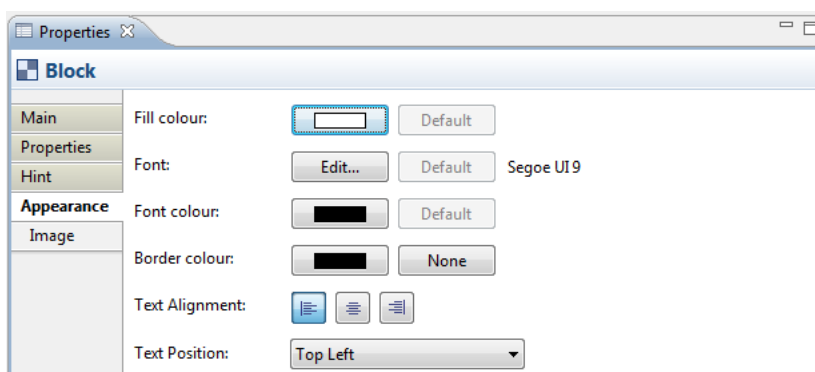 Properties
Block
Main
Properties
Hint
Appearance
Image
Fill colour: Default
Font: Edit... Default Segoe UI 9
Font colour: Default
Border colour: None
Text Alignment:
Text Position: Top Left